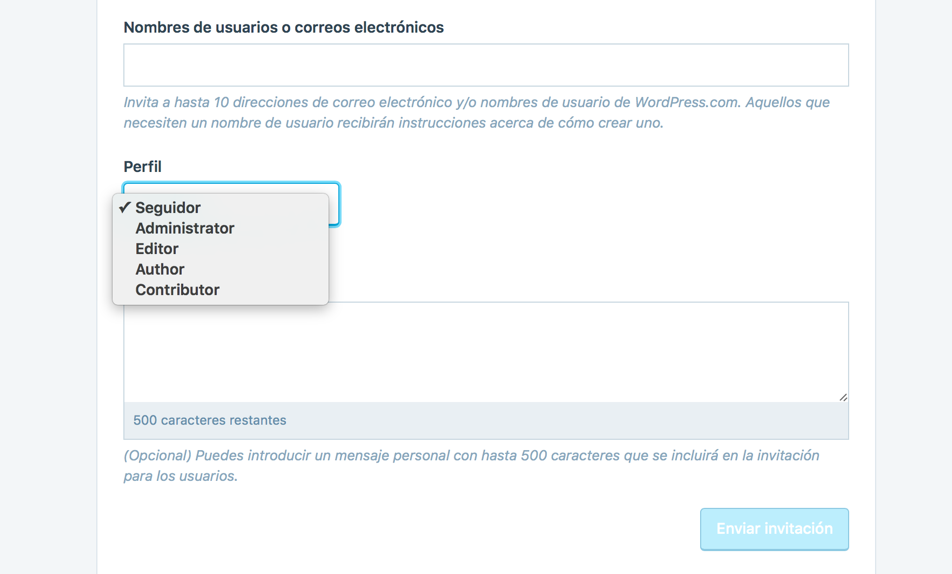 Nombres de usuarios o correos electrónicos
Invita a hasta 10 direcciones de correo electrónico y/o nombres de usuario de WordPress.com. Aquellos que
necesiten un nombre de usuario recibirán instrucciones acerca de cómo crear uno.
Perfil
✓ Seguidor
Administrator
Editor
Author
Contributor
500 caracteres restantes
(Opcional) Puedes introducir un mensaje personal con hasta 500 caracteres que se incluirá en la invitación
para los usuarios.
Enviar invitación